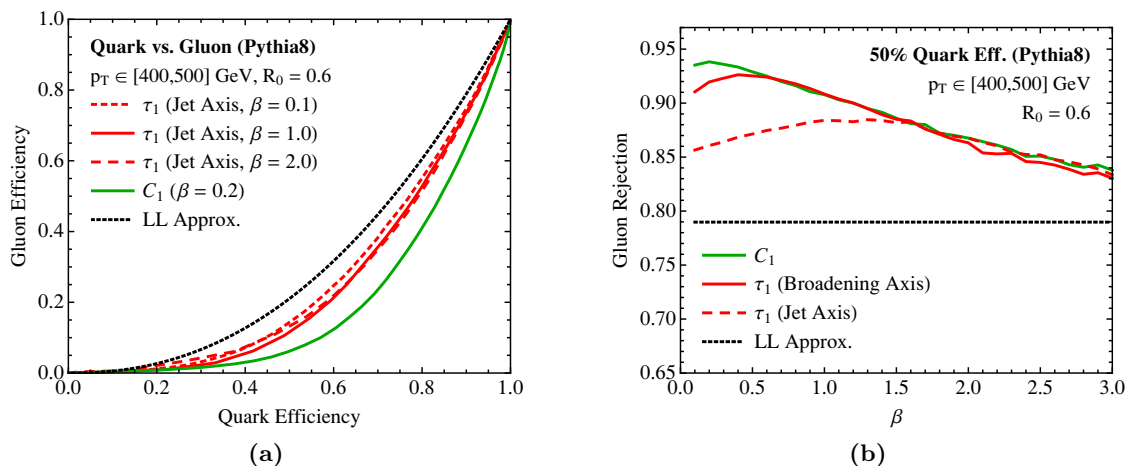 Quark vs. Gluon (Pythia8)
p_T ∈ [400,500] GeV, R_0 = 0.6
τ_1 (Jet Axis, β = 0.1)
τ_1 (Jet Axis, β = 1.0)
τ_1 (Jet Axis, β = 2.0)
C_1 (β = 0.2)
LL Approx.
Gluon Efficiency
1.0
0.8
0.6
0.4
0.2
0.0
0.0 0.2 0.4 0.6 0.8 1.0
Quark Efficiency
(a)
50% Quark Eff. (Pythia8)
p_T ∈ [400,500] GeV
R_0 = 0.6
Gluon Rejection
0.95
0.90
0.85
0.80
0.75
0.70
0.65
C_1
τ_1 (Broadening Axis)
τ_1 (Jet Axis)
LL Approx.
0.0 0.5 1.0 1.5 2.0 2.5 3.0
β
(b)